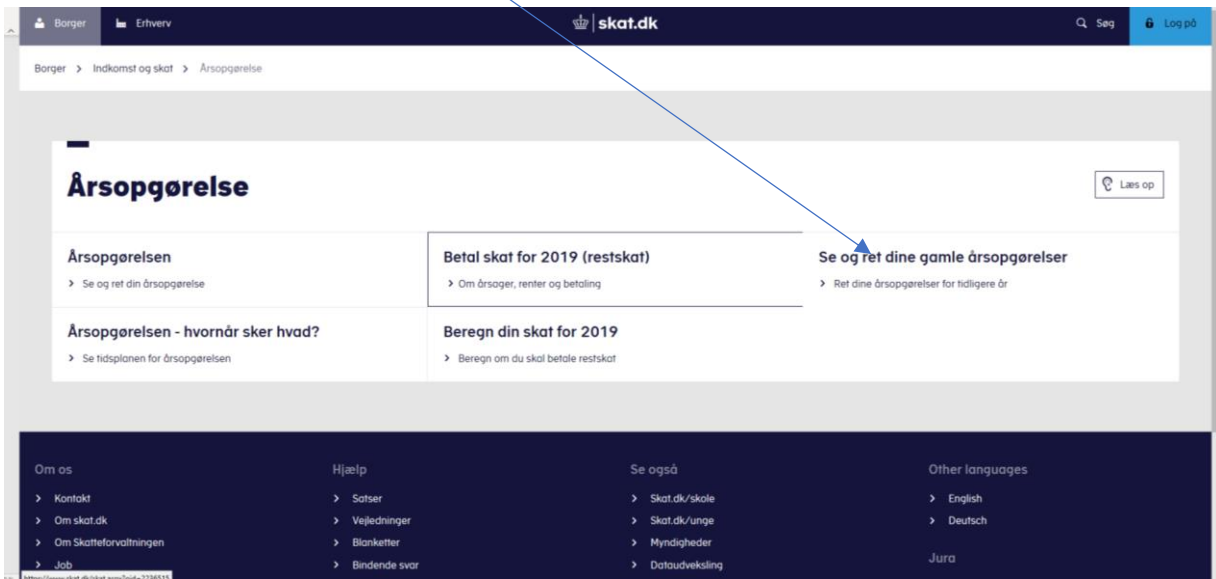 Borger
Erhverv
skat.dk
Søg
Log på
Borger > Indkomst og skat > Årsopgørelse
Årsopgørelse
Læs op
Årsopgørelsen
> Se og ret din årsopgørelse
Betal skat for 2019 (restskat)
> Om årsager, renter og betaling
Se og ret dine gamle årsopgørelser
> Ret dine årsopgørelser for tidligere år
Årsopgørelsen - hvornår sker hvad?
> Se tidsplanen for årsopgørelsen
Beregn din skat for 2019
> Beregn om du skal betale restskat
Om os
> Kontakt
> Om skat.dk
> Om Skatteforvaltningen
> Job
Hjælp
> Satser
> Vejledninger
> Blanketter
> Bindende svar
Se også
> Skat.dk/skole
> Skat.dk/unge
> Myndigheder
> Dataudveksling
Other languages
> English
> Deutsch
Jura